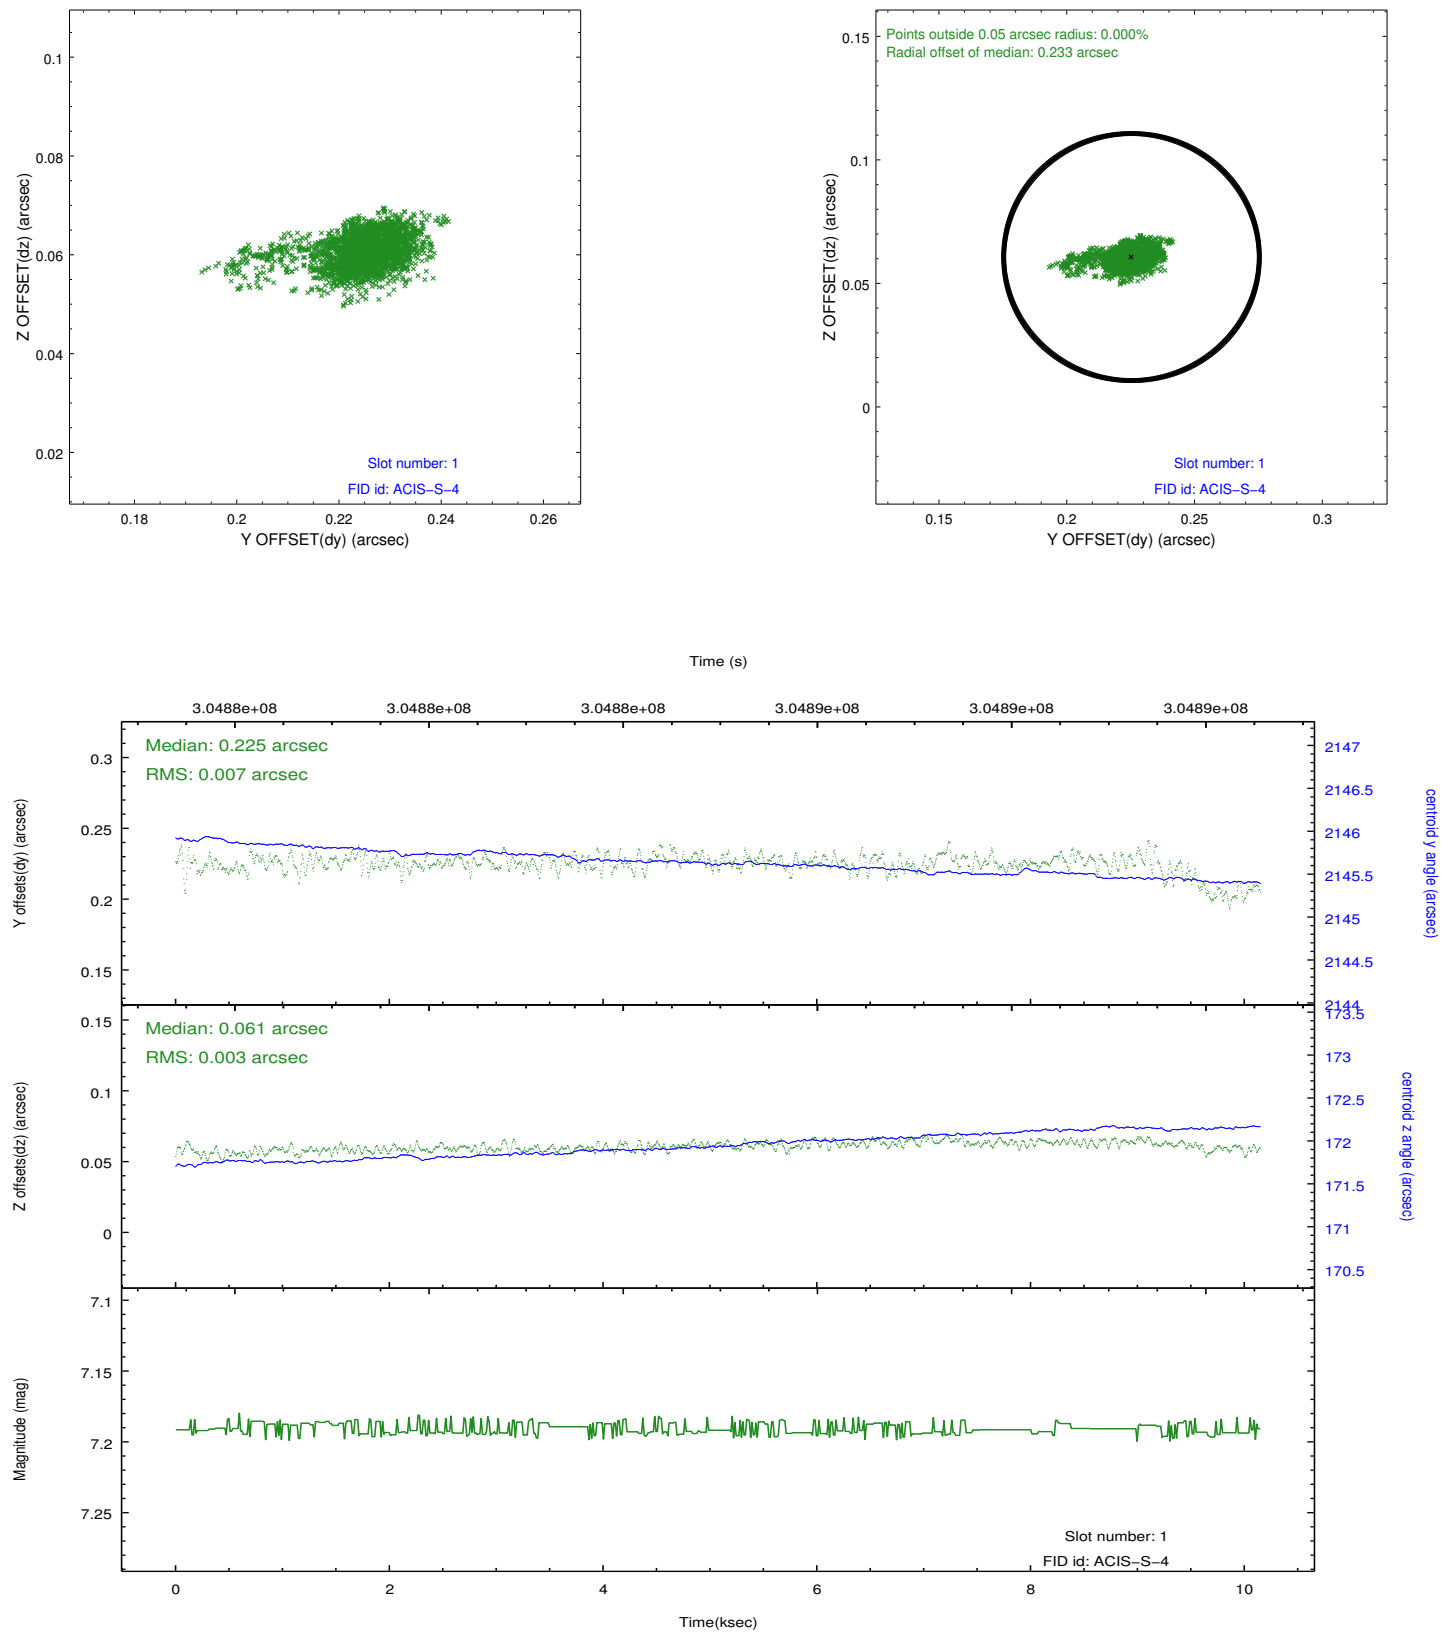 0.1
0.08
0.06
0.04
0.02
Z OFFSET(dz) (arcsec)
Slot number: 1
FID id: ACIS−S−4
0.18 0.2 0.22 0.24 0.26
Y OFFSET(dy) (arcsec)
Points outside 0.05 arcsec radius: 0.000%
Radial offset of median: 0.233 arcsec
0.15
0.1
0.05
0
Z OFFSET(dz) (arcsec)
Slot number: 1
FID id: ACIS−S−4
0.15 0.2 0.25 0.3
Y OFFSET(dy) (arcsec)
Time (s)
3.0488e+08 3.0488e+08 3.0488e+08 3.0489e+08 3.0489e+08 3.0489e+08
Median: 0.225 arcsec
RMS: 0.007 arcsec
0.3
0.25
0.2
0.15
Y offsets(dy) (arcsec)
2147
2146.5
2146
2145.5
2145
2144.5
2144
centroid y angle (arcsec)
Median: 0.061 arcsec
RMS: 0.003 arcsec
0.15
0.1
0.05
0
Z offsets(dz) (arcsec)
173.5
173
172.5
172
171.5
171
170.5
centroid z angle (arcsec)
7.1
7.15
7.2
7.25
Magnitude (mag)
Slot number: 1
FID id: ACIS−S−4
0 2 4 6 8 10
Time(ksec)